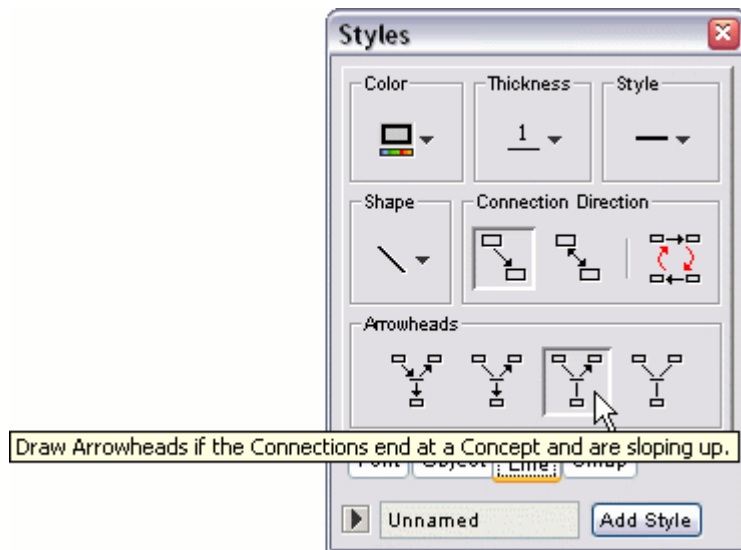 Styles
Color
Thickness
Style
1
Shape
Connection Direction
Arrowheads
Draw Arrowheads if the Connections end at a Concept and are sloping up.
Font
Object
Line
Cmap
Unnamed
Add Style